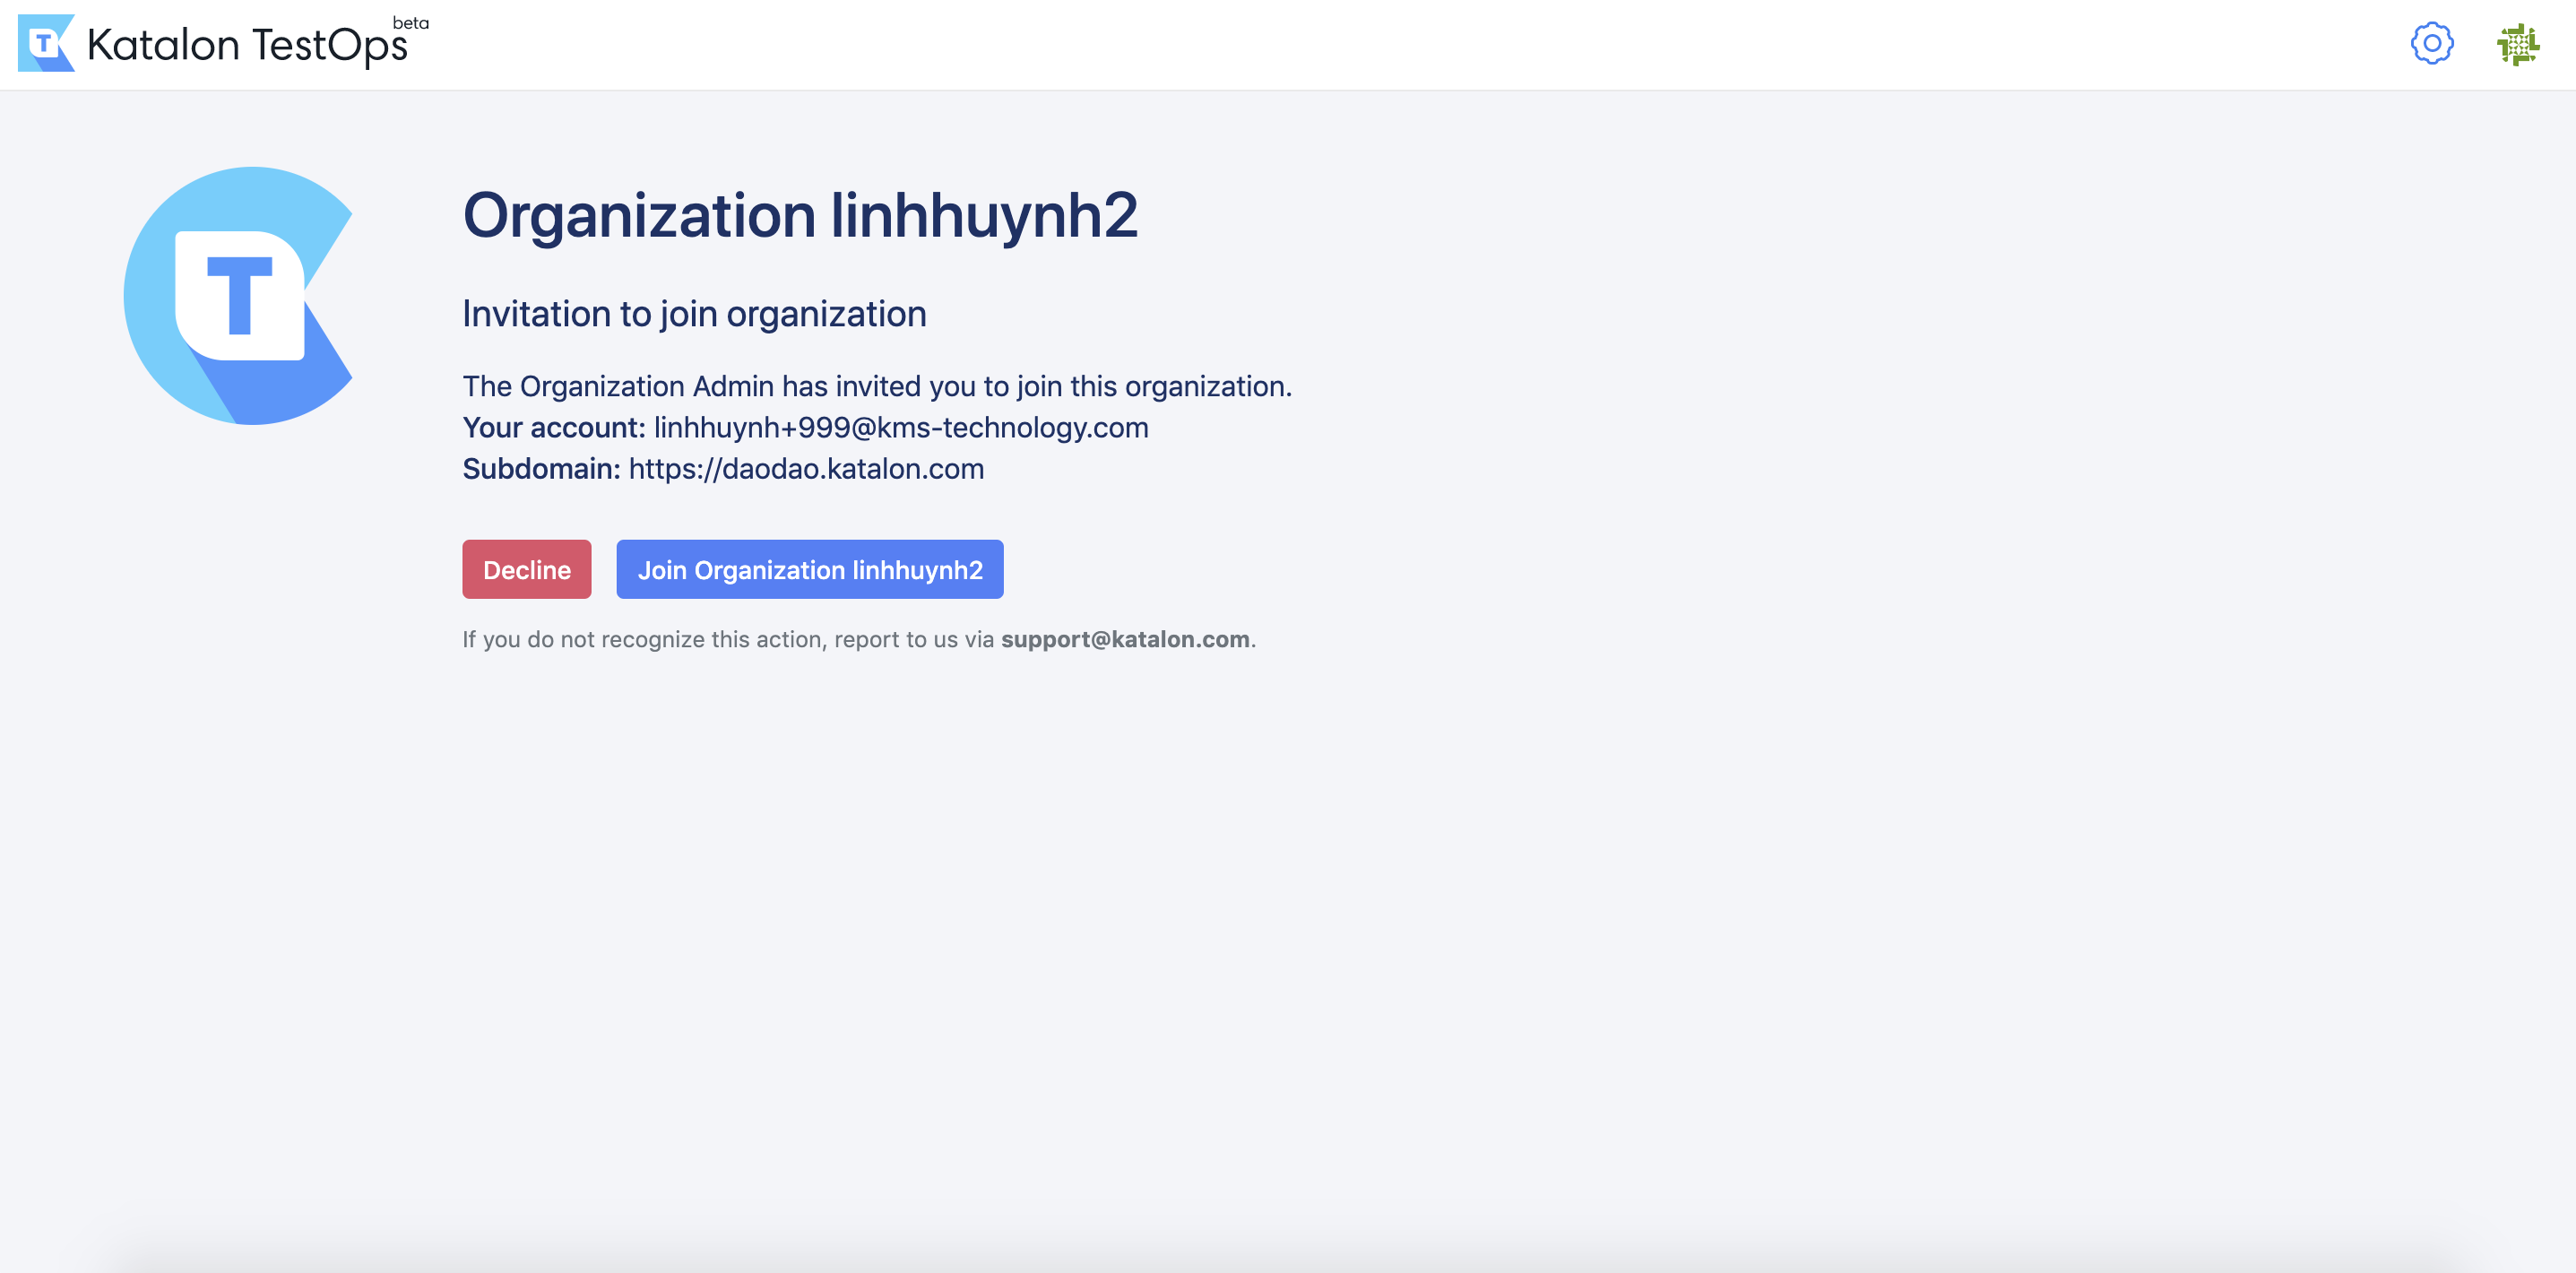 T Katalon TestOps beta
T
Organization linhhuynh2
Invitation to join organization
The Organization Admin has invited you to join this organization.
Your account: linhhuynh+999@kms-technology.com
Subdomain: https://daodao.katalon.com
Decline Join Organization linhhuynh2
If you do not recognize this action, report to us via support@katalon.com.